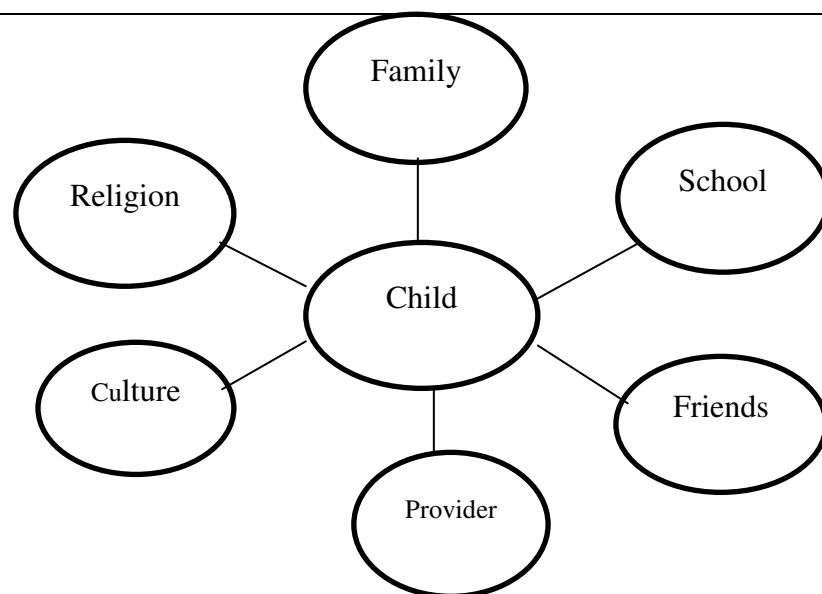 Family
Religion
School
Child
Culture
Friends
Provider